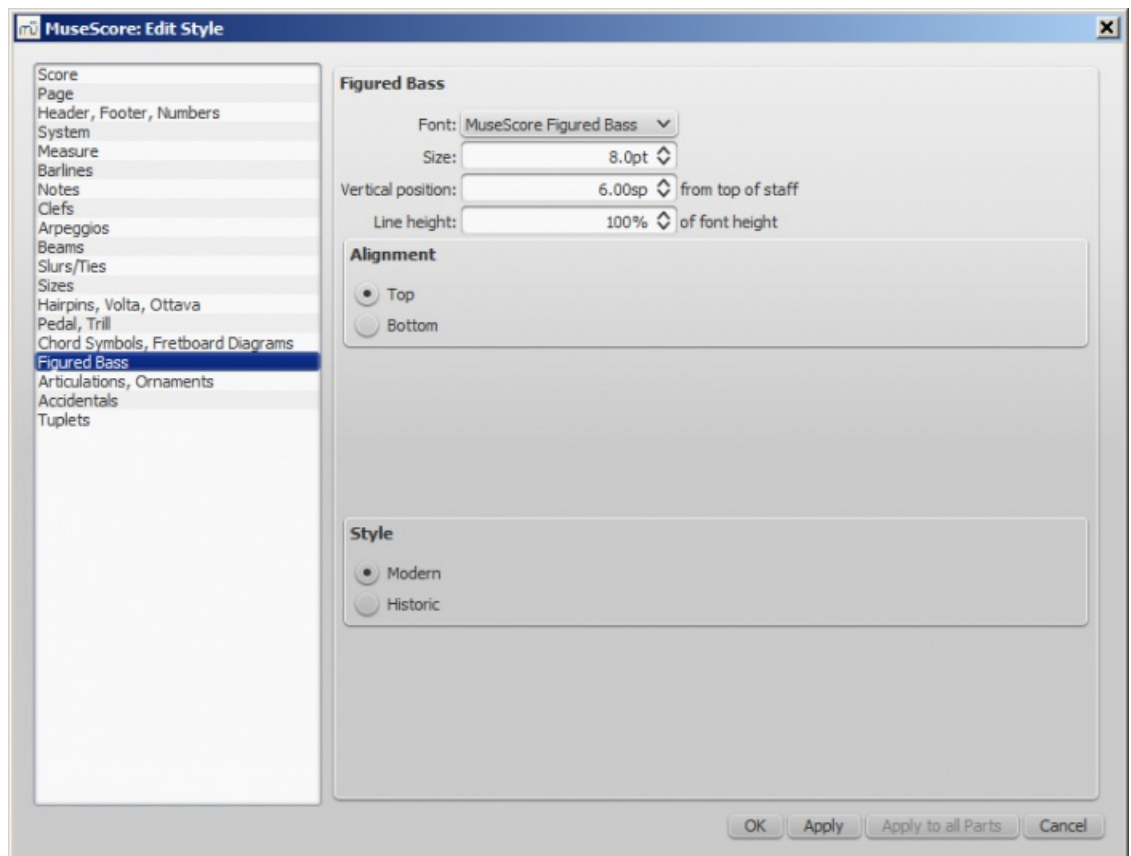 MuseScore: Edit Style
Score
Page
Header, Footer, Numbers
System
Measure
Barlines
Notes
Clefs
Arpeggios
Beams
Slurs/Ties
Sizes
Hairpins, Volta, Ottava
Pedal, Trill
Chord Symbols, Fretboard Diagrams
Figured Bass
Articulations, Ornaments
Accidentals
Tuplets
Figured Bass
Font: MuseScore Figured Bass
Size: 8.0pt
Vertical position: 6.00sp from top of staff
Line height: 100% of font height
Alignment
Top
Bottom
Style
Modern
Historic
OK Apply Apply to all Parts Cancel